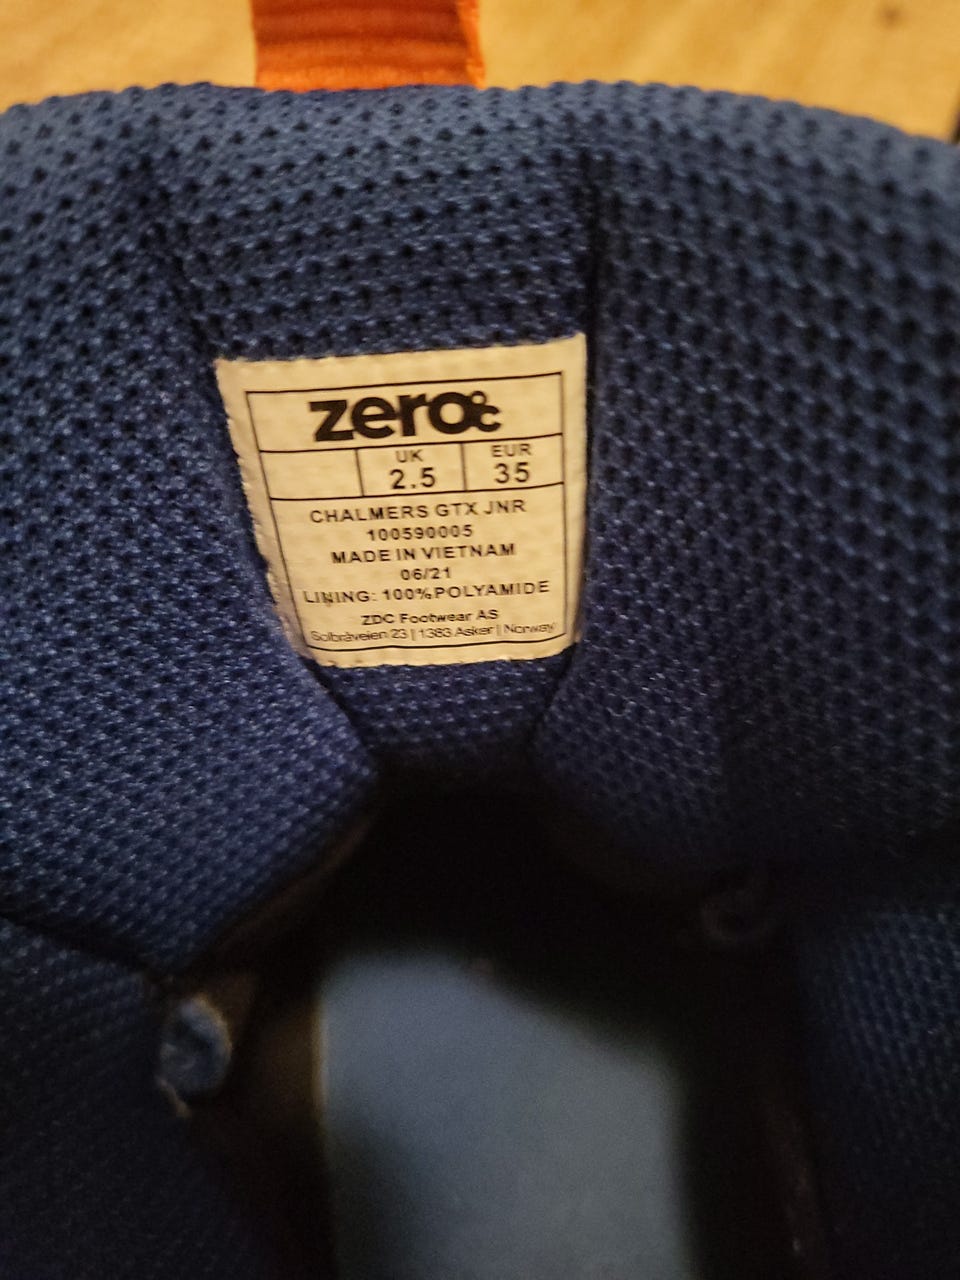 zero°c
UK EUR
2.5 35
CHALMERS GTX JNR
100590005
MADE IN VIETNAM
06/21
LINING: 100%POLYAMIDE
ZDC Footwear AS
Solbråveien 23 | 1383 Asker | Norway